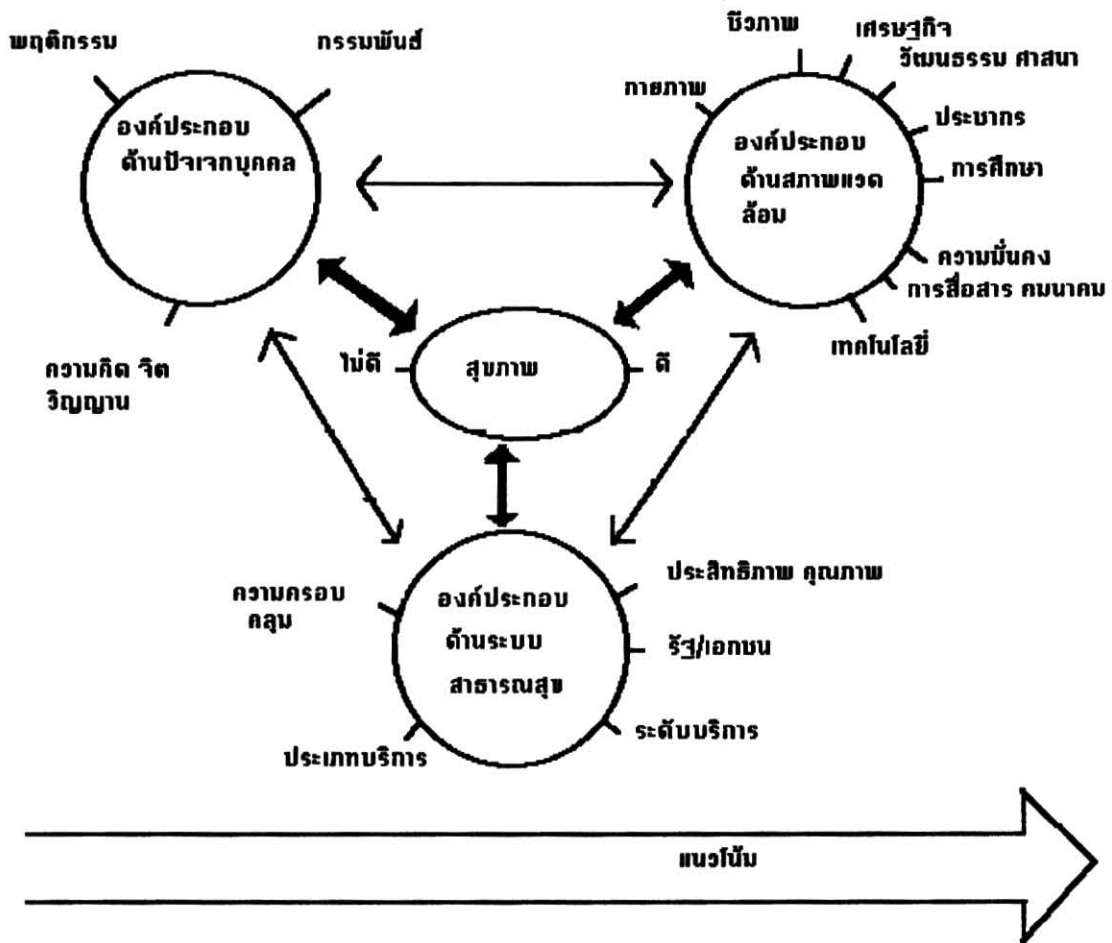 พฤติกรรม
กรรมพันธ์
องค์ประกอบ
ด้านปัจเจกบุคคล
ความคิด จิต
วิญญาน
ชีวภาพ
เศรษฐกิจ
วัฒนธรรม ศาสนา
กายภาพ
ประชากร
องค์ประกอบ
ด้านสภาพแวด
ล้อม
การศึกษา
ความมั่นคง
การสื่อสาร คมนาคม
เทคโนโลยี่
ไม่ดี
สุขภาพ
ดี
ความครอบ
คลุม
องค์ประกอบ
ด้านระบบ
สาธารณสุข
ประสิทธิภาพ คุณภาพ
รัฐ/เอกชน
ระดับบริการ
ประเภทบริการ
แนวโน้ม